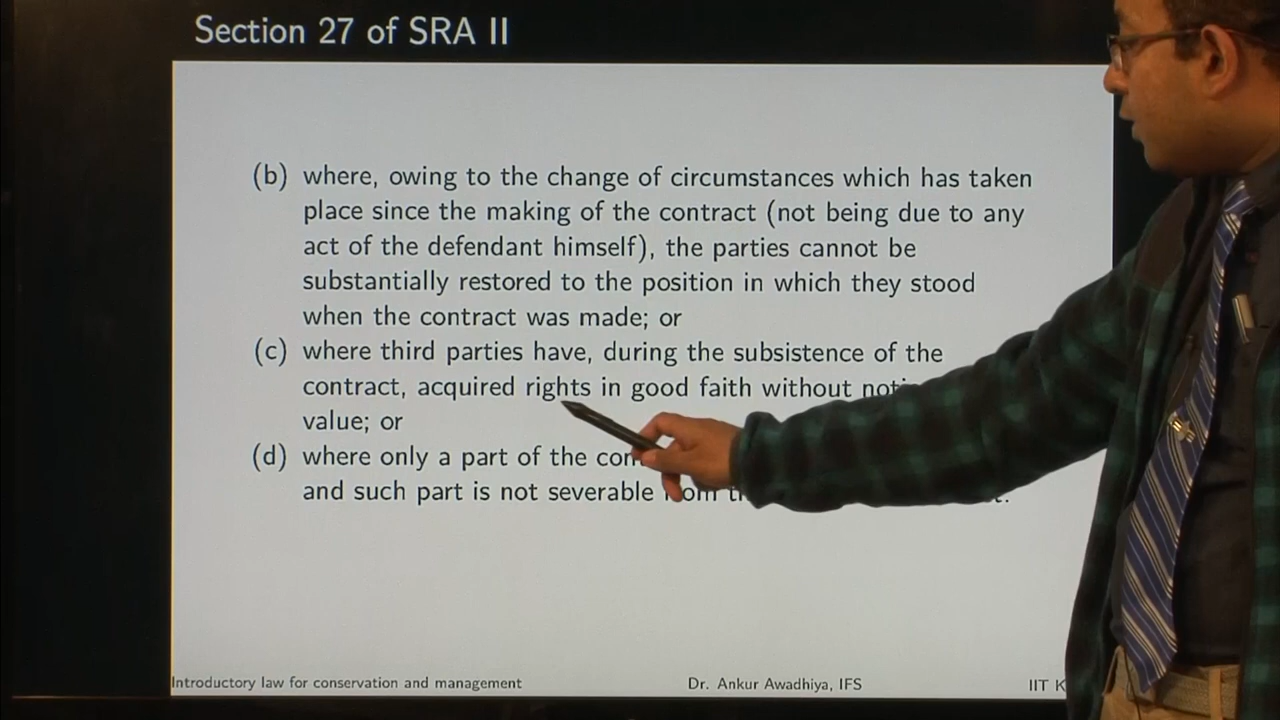 Section 27 of SRA II
(b) where, owing to the change of circumstances which has taken
place since the making of the contract (not being due to any
act of the defendant himself), the parties cannot be
substantially restored to the position in which they stood
when the contract was made; or
(c) where third parties have, during the subsistence of the
contract, acquired rights in good faith without
value; or
(d) where only a part of the
and such part is not severable
Introductory law for conservation and management Dr. Ankur Awadhiya, IFS IIT